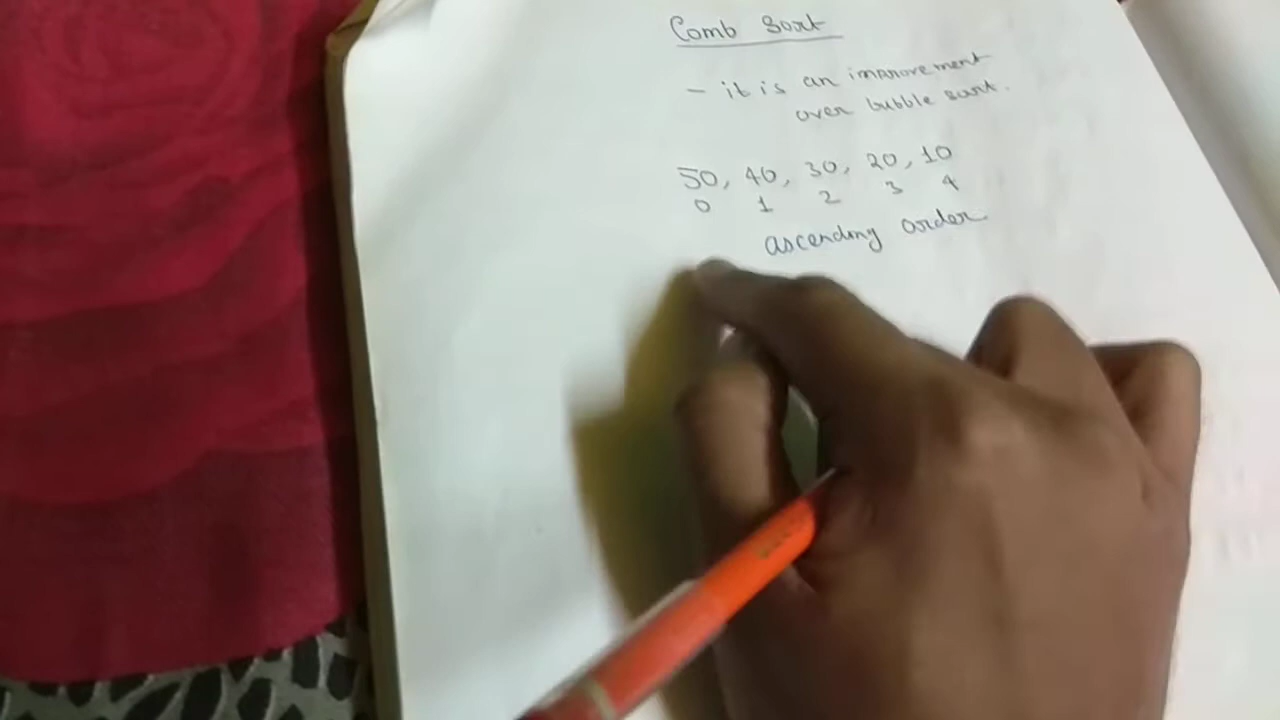 Comb Sort
- it is an improvement
over bubble sort.
50, 40, 30, 20, 10
0 1 2 3 4
ascending order